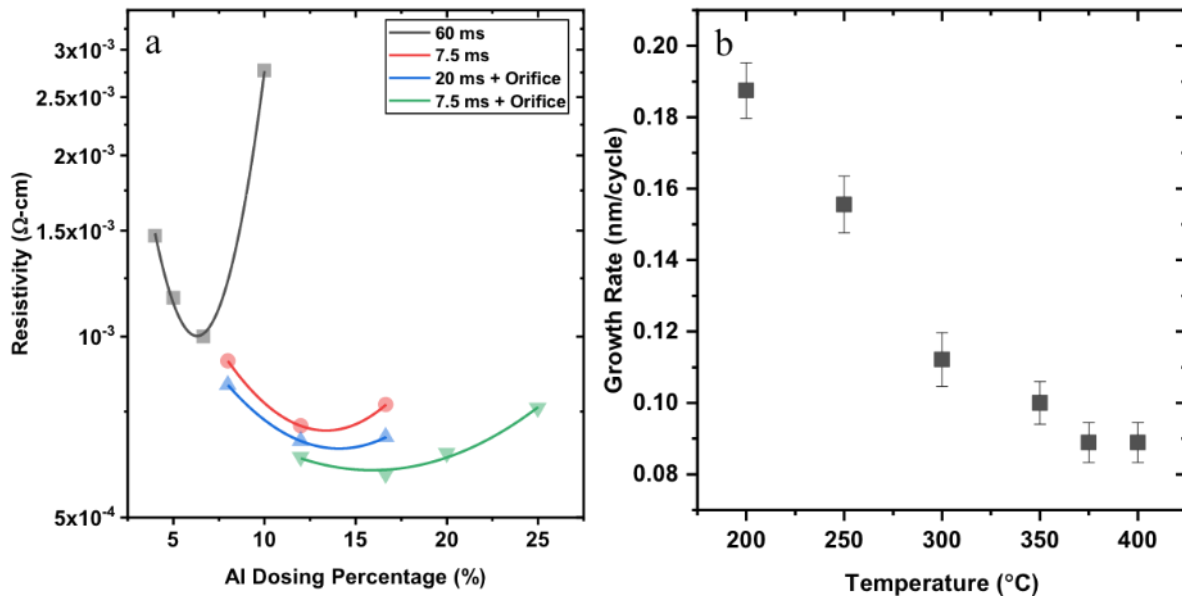 a
60 ms
7.5 ms
20 ms + Orifice
7.5 ms + Orifice
3x10⁻³
2.5x10⁻³
2x10⁻³
1.5x10⁻³
10⁻³
5x10⁻⁴
Resistivity (Ω-cm)
5 10 15 20 25
Al Dosing Percentage (%)
b
0.20
0.18
0.16
0.14
0.12
0.10
0.08
Growth Rate (nm/cycle)
200 250 300 350 400
Temperature (°C)